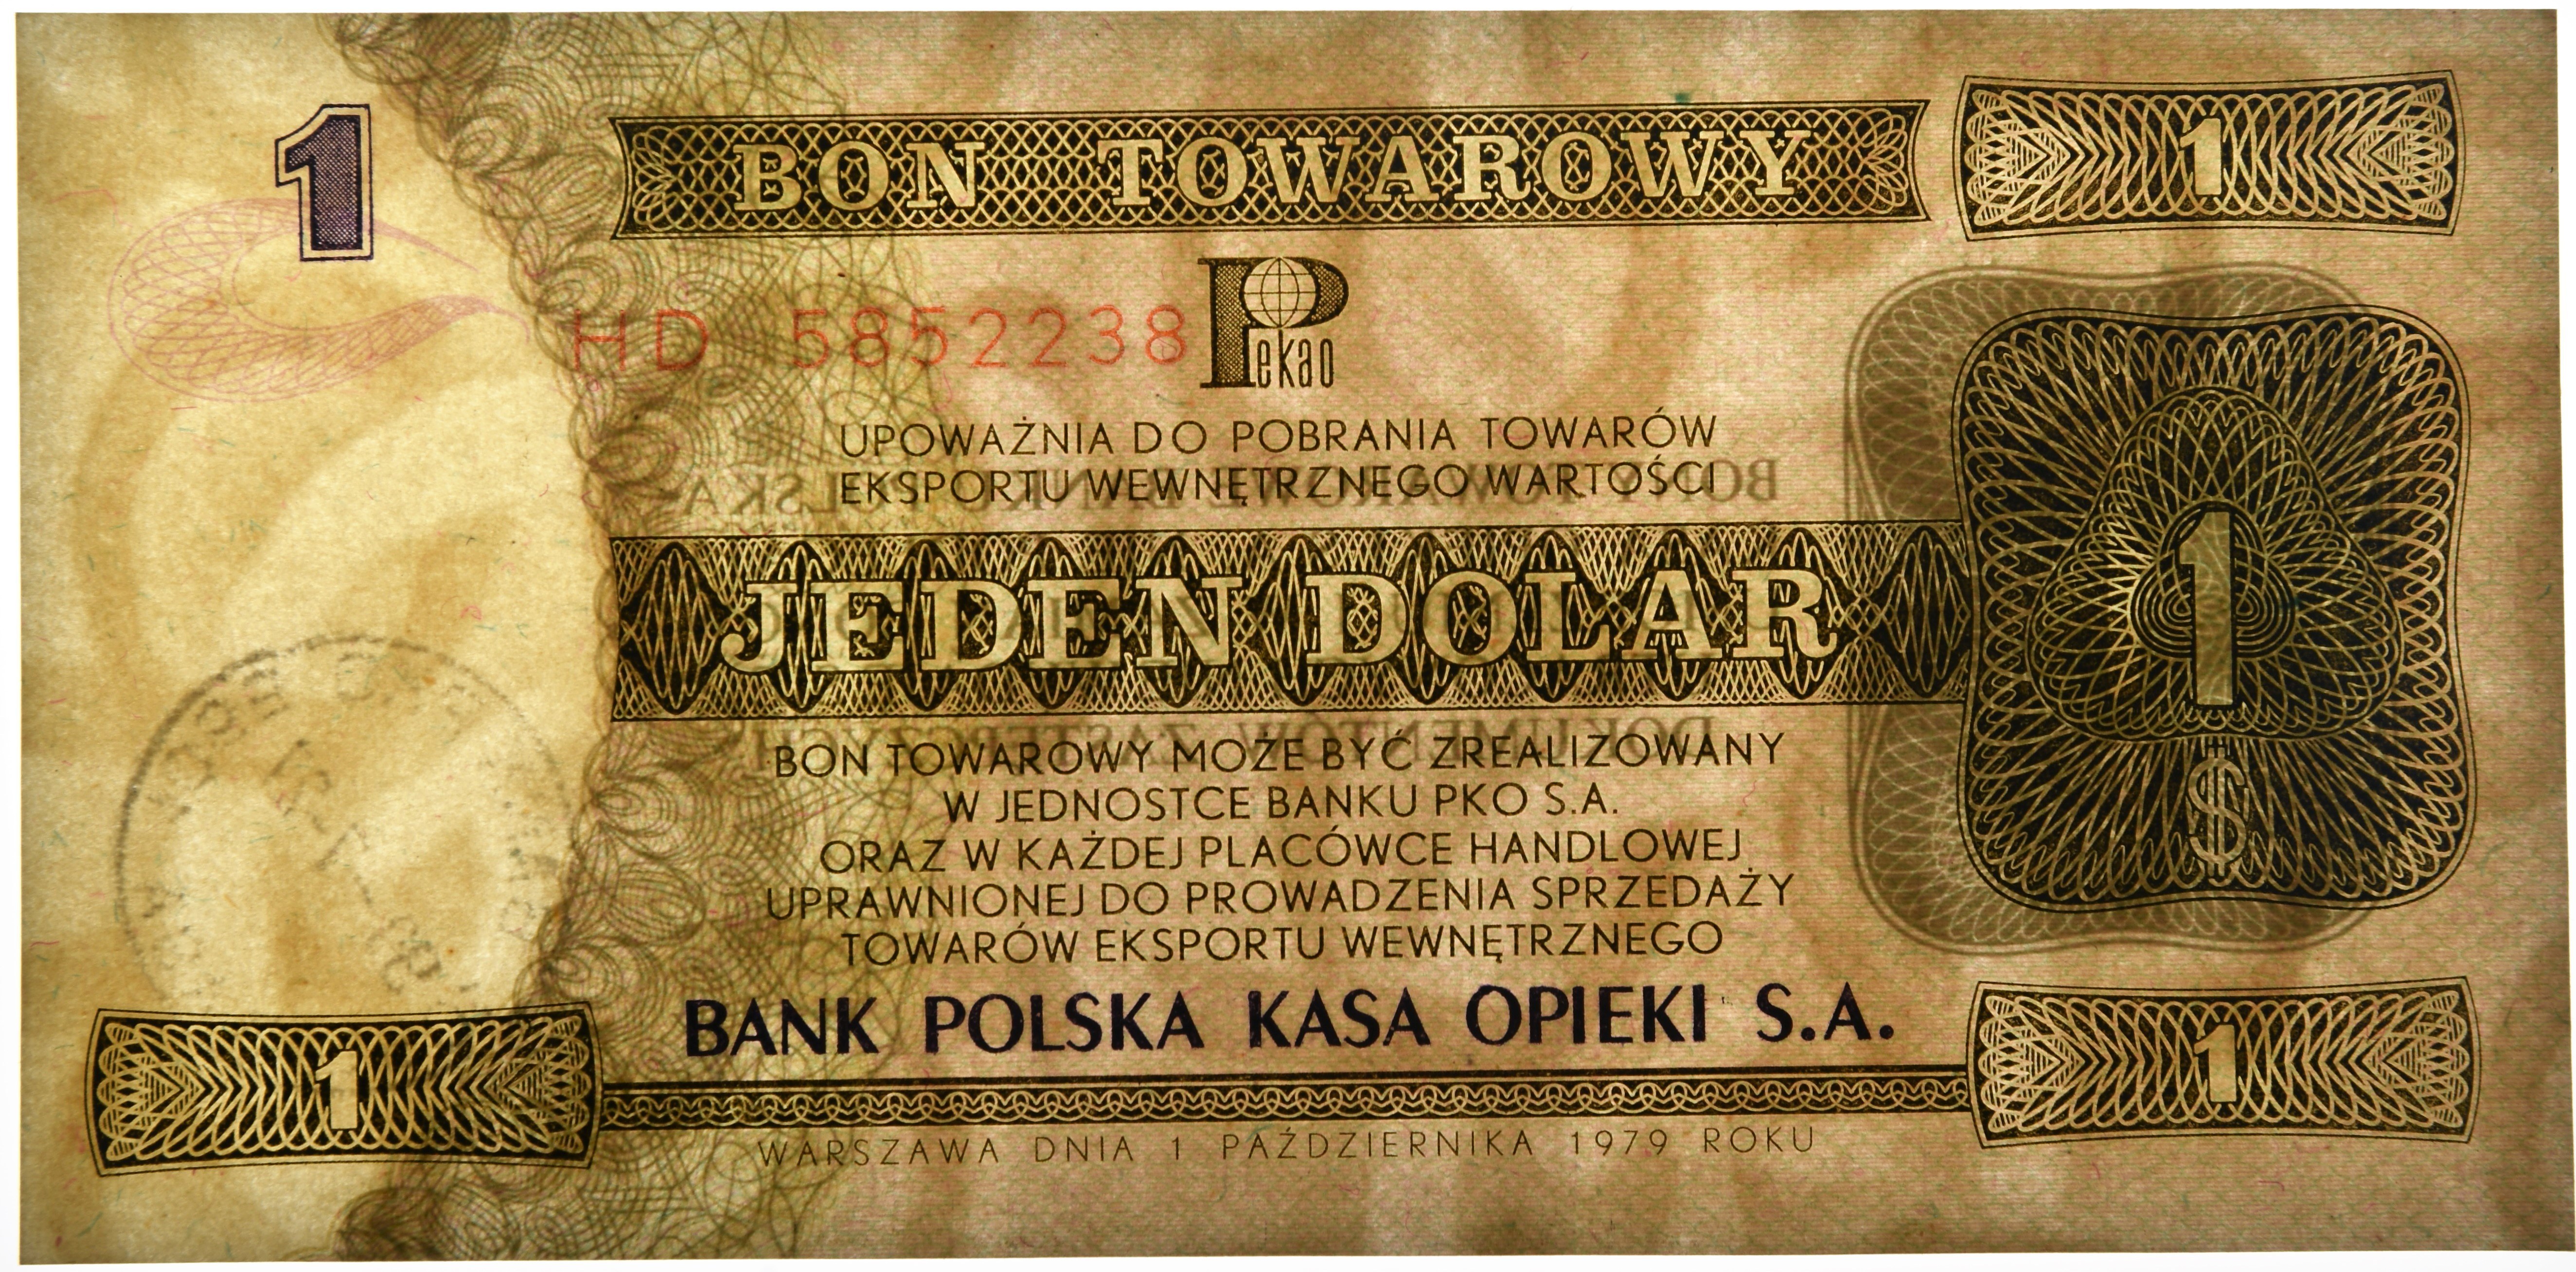 1
BON TOWAROWY
1
HD 5852238
Pekao
UPOWAŻNIA DO POBRANIA TOWARÓW
EKSPORTU WEWNĘTRZNEGO WARTOŚCI
JEDEN DOLAR
1
$
BON TOWAROWY MOŻE BYĆ ZREALIZOWANY
W JEDNOSTCE BANKU PKO S.A.
ORAZ W KAŻDEJ PLACÓWCE HANDLOWEJ
UPRAWNIONEJ DO PROWADZENIA SPRZEDAŻY
TOWARÓW EKSPORTU WEWNĘTRZNEGO
BANK POLSKA KASA OPIEKI S.A.
1
1
WARSZAWA DNIA 1 PAŹDZIERNIKA 1979 ROKU